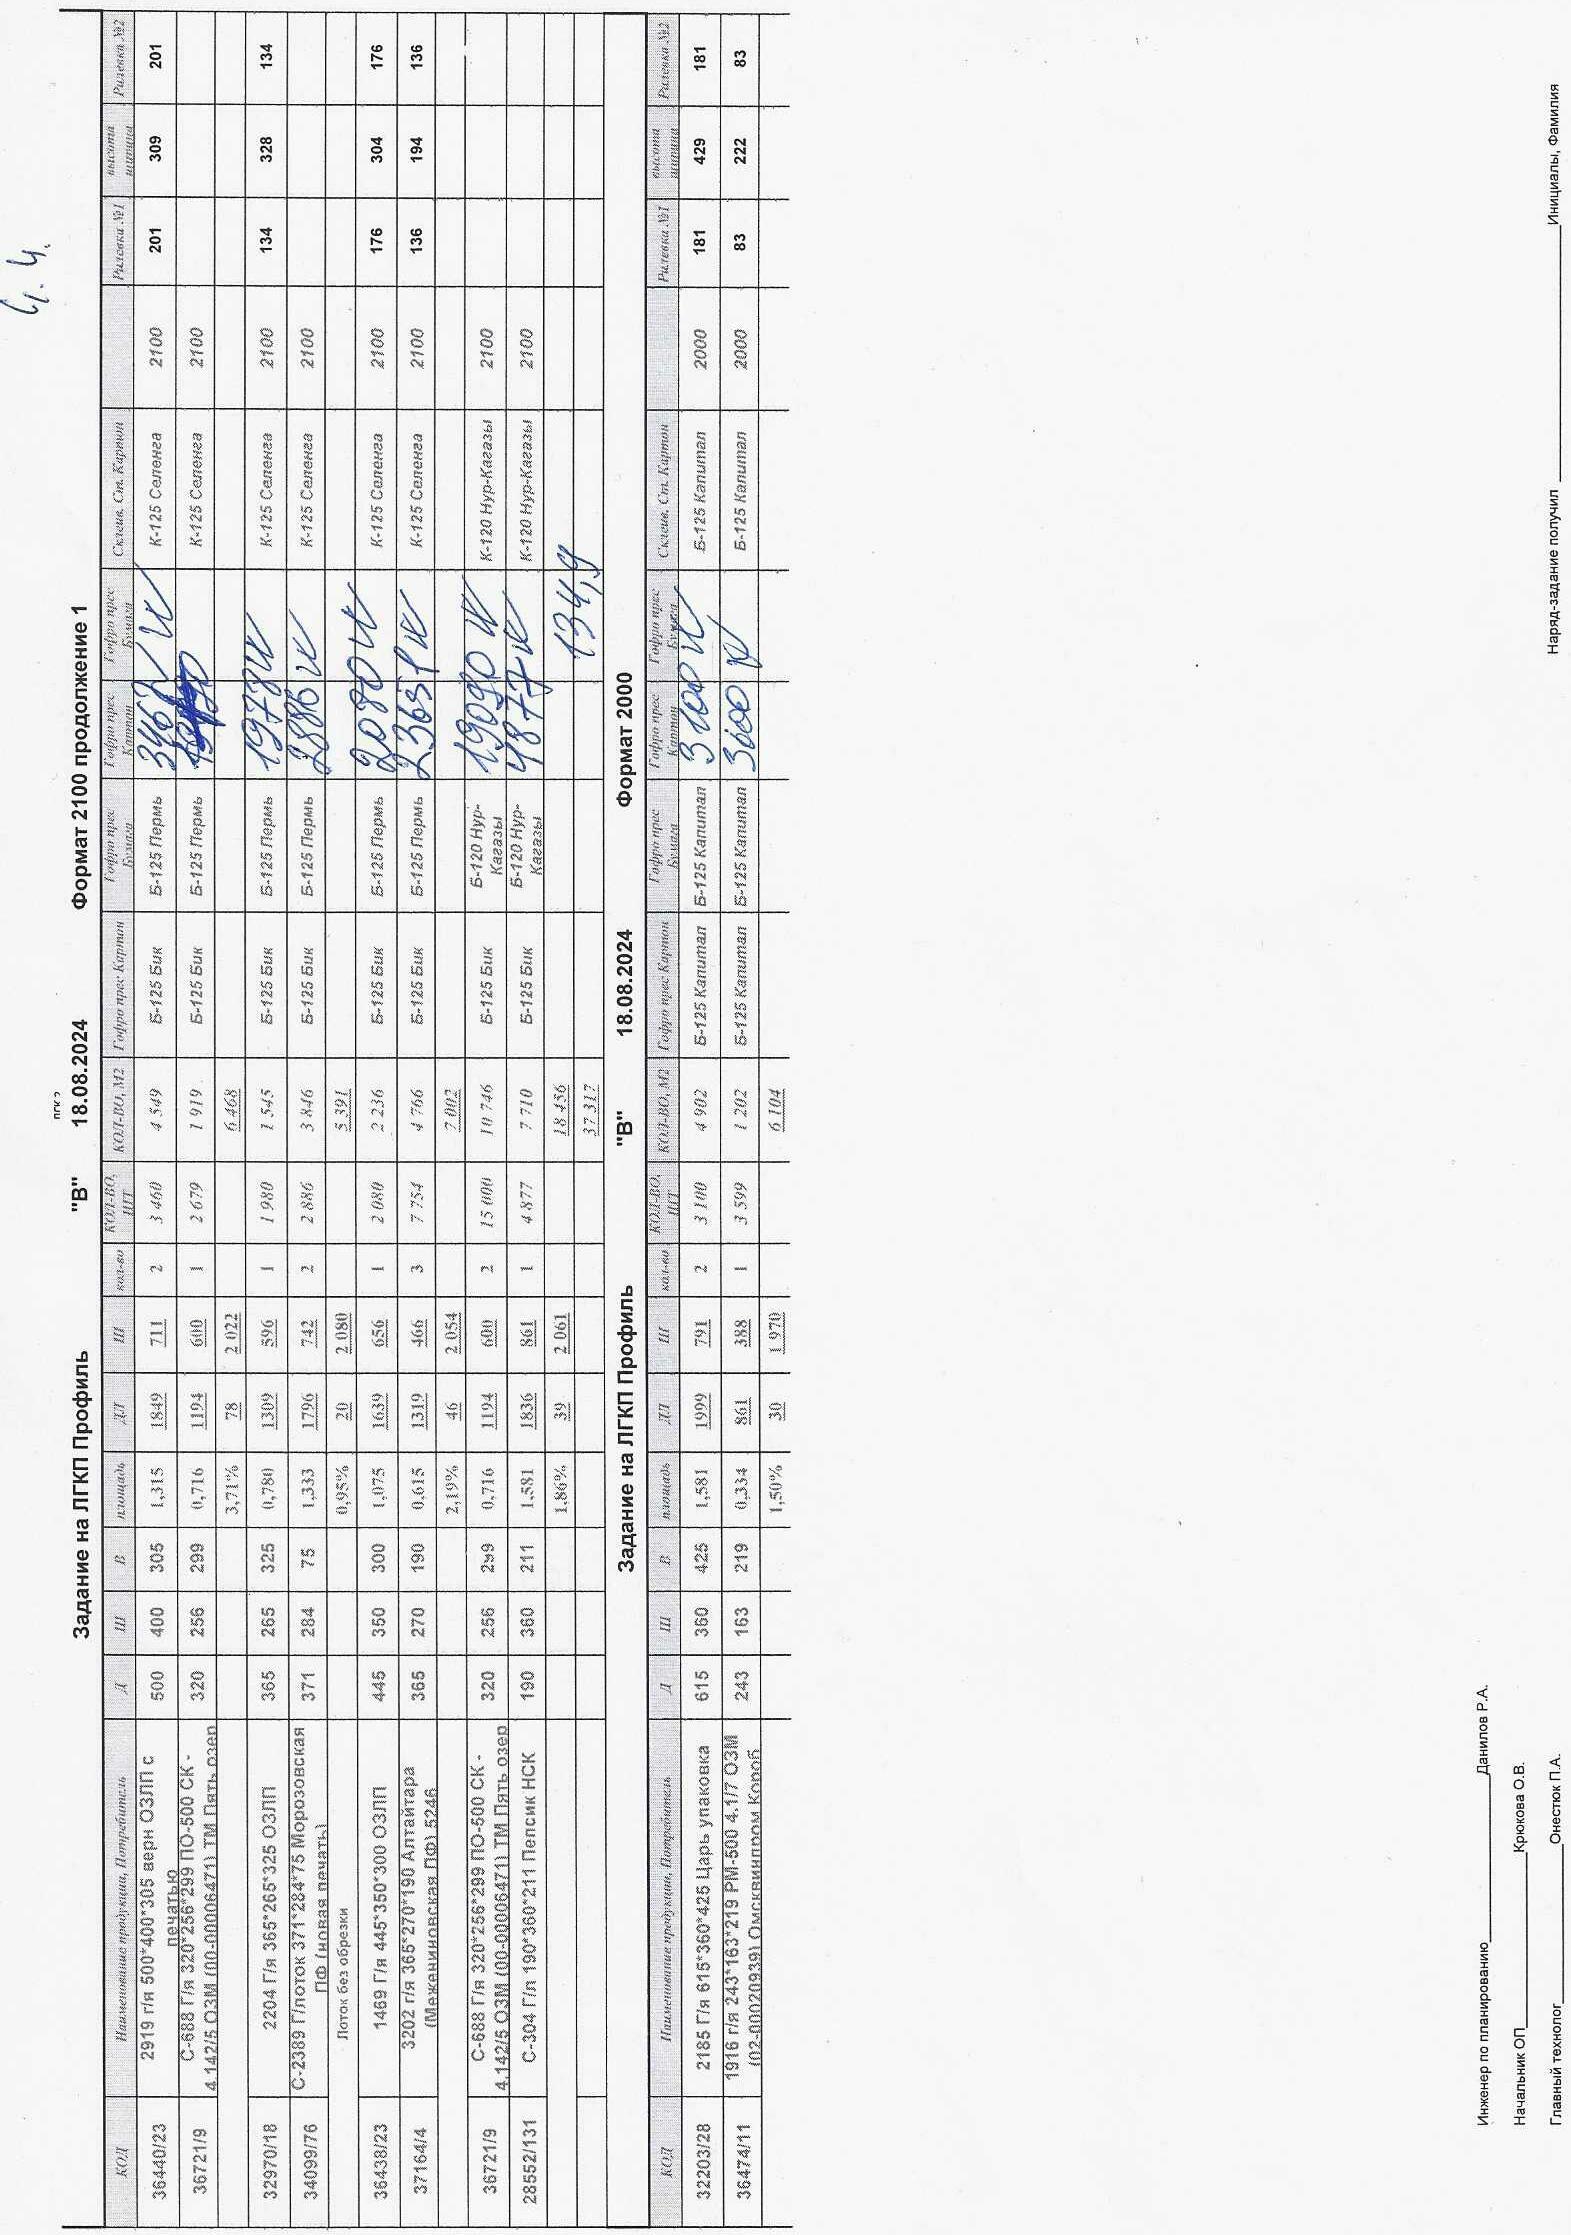 4. 4.
ЛГК 2
Задание на ЛГКП Профиль "В" 18.08.2024 Формат 2100 продолжение 1
КОД Наименование продукции, Потребитель Д Ш В площадь ДЛ Ш кол-во КОЛ-ВО, ШТ КОЛ-ВО, М2 Гофро прес Картон Гофро прес Бумага Гофро прес Картон Гофро прес Бумага Склеив. Ст. Картон Рилевка №1 высота ширина Рилевка №2
36440/23 2919 г/я 500*400*305 верн ОЗЛП с печатью 500 400 305 1,315 1849 711 2 3 460 4 549 Б-125 Бик Б-125 Пермь К-125 Селенга 2100 201 309 201
36721/9 С-688 Г/я 320*256*299 ПО-500 СК - 4.142/5 ОЗМ (00-00006471) ТМ Пять озер 320 256 299 0,716 1194 600 1 2 679 1 919 Б-125 Бик Б-125 Пермь К-125 Селенга 2100
3,71% 78 2 022 6 468
32970/18 2204 Г/я 365*265*325 ОЗЛП 365 265 325 0,780 1309 596 1 1 980 1 545 Б-125 Бик Б-125 Пермь 1978 К-125 Селенга 2100 134 328 134
34099/76 С-2389 Г/лоток 371*284*75 Морозовская ПФ (новая печать) 371 284 75 1,333 1796 742 2 2 886 3 846 Б-125 Бик Б-125 Пермь 2886 К-125 Селенга 2100
Лоток без обрезки 0,95% 20 2 080 5 391
36438/23 1469 Г/я 445*350*300 ОЗЛП 445 350 300 1,075 1639 656 1 2 080 2 236 Б-125 Бик Б-125 Пермь 2080 К-125 Селенга 2100 176 304 176
37164/4 3202 г/я 365*270*190 Алтайтара (Межениновская ПФ) 5246 365 270 190 0,615 1319 466 3 7 754 4 766 Б-125 Бик Б-125 Пермь К-125 Селенга 2100 136 194 136
2,19% 46 2 054 7 002
36721/9 С-688 Г/я 320*256*299 ПО-500 СК - 4.142/5 ОЗМ (00-00006471) ТМ Пять озер 320 256 299 0,716 1194 600 2 15 000 10 746 Б-125 Бик Б-120 Нур-Кагазы 19090 К-120 Нур-Кагазы 2100
28552/131 С-304 Г/л 190*360*211 Пепсик НСК 190 360 211 1,581 1836 861 1 4 877 7 710 Б-125 Бик Б-120 Нур-Кагазы 4877 К-120 Нур-Кагазы 2100
1,86% 39 2 061 18 456
37 317 134,9
Задание на ЛГКП Профиль "В" 18.08.2024 Формат 2000
КОД Наименование продукции, Потребитель Д Ш В площадь ДЛ Ш кол-во КОЛ-ВО, ШТ КОЛ-ВО, М2 Гофро прес Картон Гофро прес Бумага Гофро прес Картон Гофро прес Бумага Склеив. Ст. Картон Рилевка №1 высота ширина Рилевка №2
32203/28 2185 Г/я 615*360*425 Царь упаковка 615 360 425 1,581 1999 791 2 3 100 4 902 Б-125 Капитал Б-125 Капитал 3100 Б-125 Капитал 2000 181 429 181
36474/11 1916 г/я 243*163*219 РМ-500 4.1/7 ОЗМ (02-00020939) Омсквинпром Короб 243 163 219 0,334 861 388 1 3 599 1 202 Б-125 Капитал Б-125 Капитал 3600 Б-125 Капитал 2000 83 222 83
1,50% 30 1 970 6 104
Инженер по планированию Данилов Р.А.
Начальник ОП Крюкова О.В.
Главный технолог Онестюк П.А.
Наряд-задание получил Инициалы, Фамилия